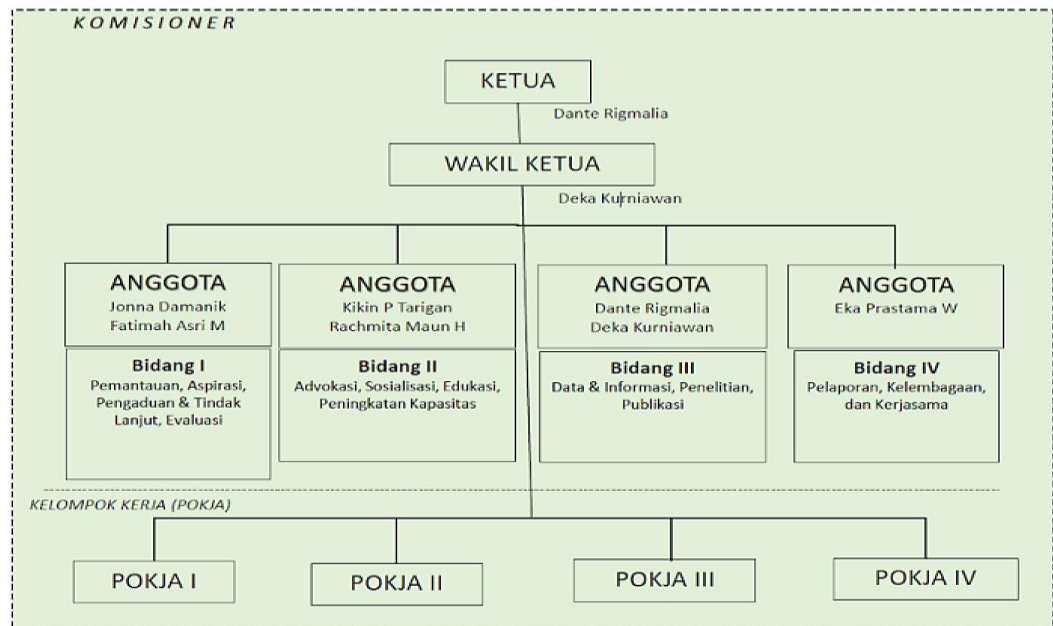 KOMISIONER
KETUA
Dante Rigmalia
WAKIL KETUA
Deka Kurniawan
ANGGOTA
Jonna Damanik
Fatimah Asri M
Bidang I
Pemantauan, Aspirasi,
Pengaduan & Tindak
Lanjut, Evaluasi
ANGGOTA
Kikin P Tarigan
Rachmita Maun H
Bidang II
Advokasi, Sosialisasi, Edukasi,
Peningkatan Kapasitas
ANGGOTA
Dante Rigmalia
Deka Kurniawan
Bidang III
Data & Informasi, Penelitian,
Publikasi
ANGGOTA
Eka Prastama W
Bidang IV
Pelaporan, Kelembagaan,
dan Kerjasama
KELOMPOK KERJA (POKJA)
POKJA I
POKJA II
POKJA III
POKJA IV